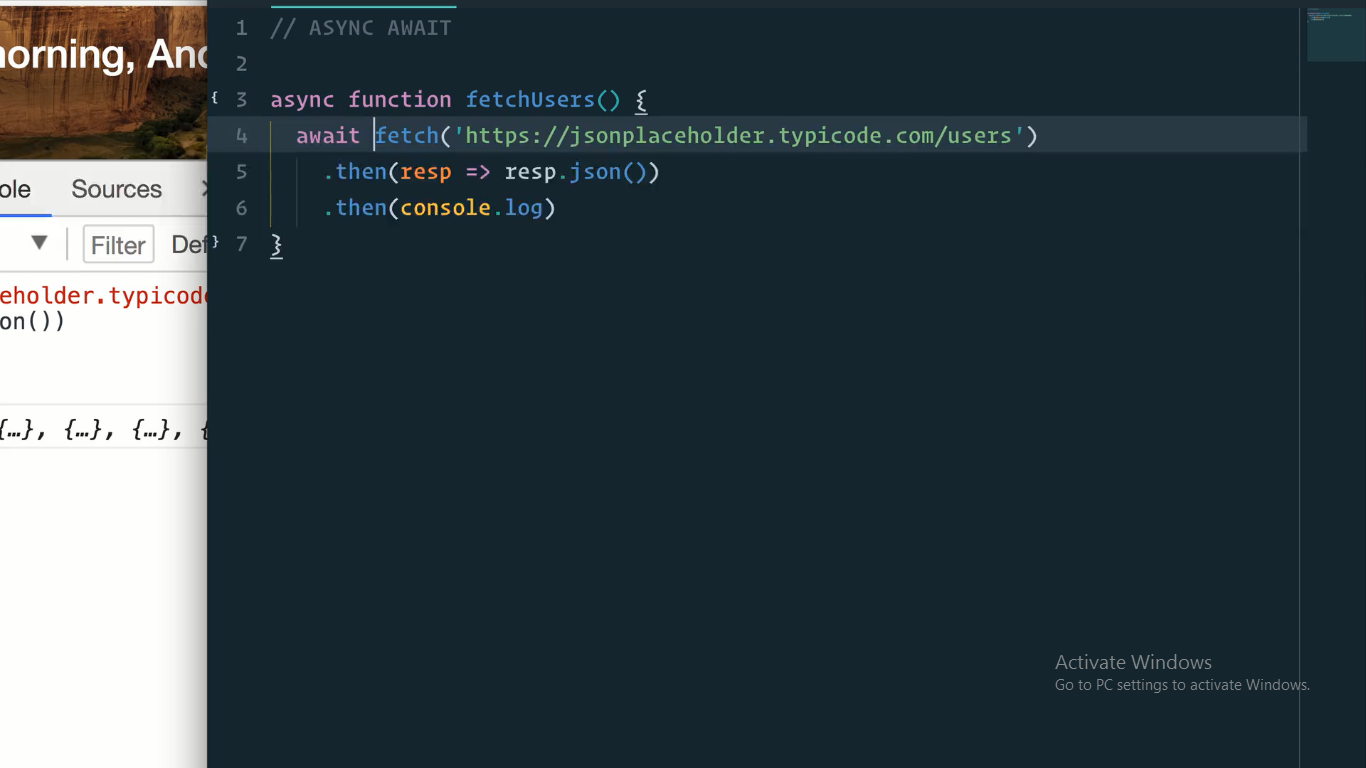 morning, And
ole Sources
Filter Def
eholder.typicode
on())
{…}, {…}, {…}, {
1 // ASYNC AWAIT
2
{ 3 async function fetchUsers() {
4 await fetch('https://jsonplaceholder.typicode.com/users')
5 .then(resp => resp.json())
6 .then(console.log)
} 7 }
Activate Windows
Go to PC settings to activate Windows.